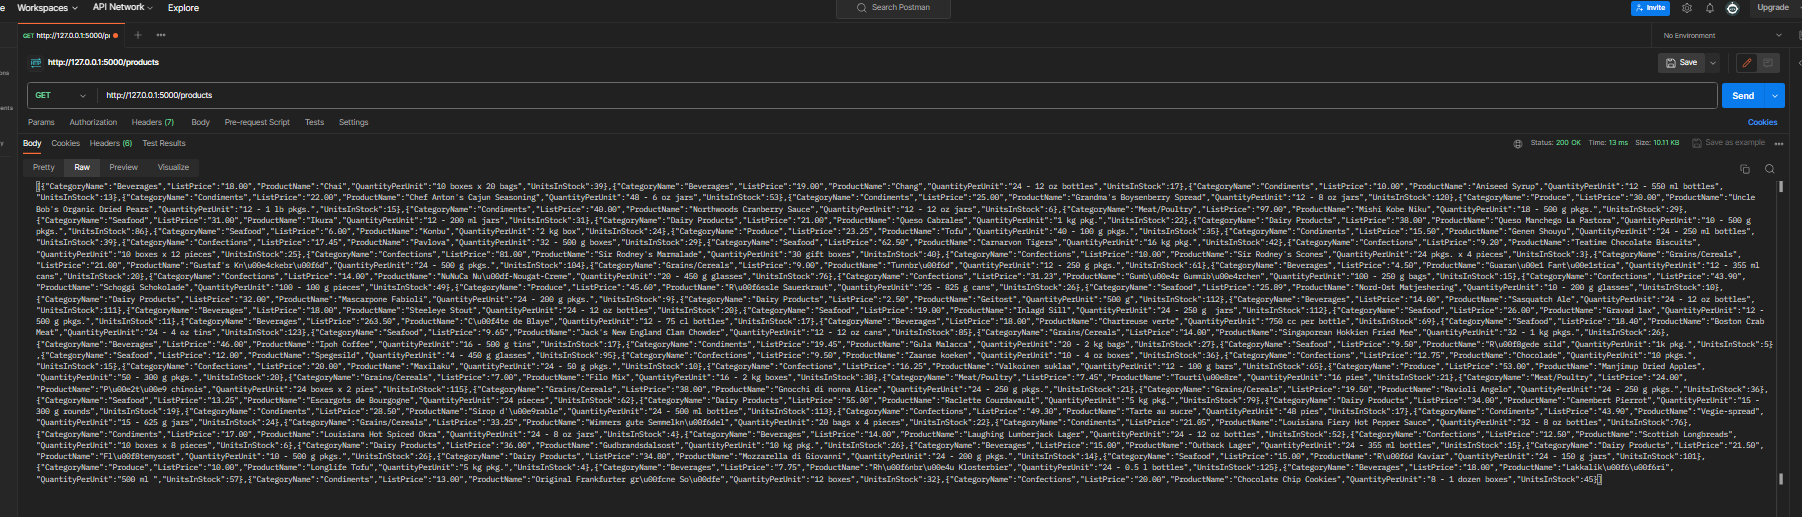 e Workspaces API Network Explore Search Postman Invite Upgrade
GET http://127.0.0.1:5000/pr No Environment
http://127.0.0.1:5000/products Save
GET http://127.0.0.1:5000/products Send
Params Authorization Headers (7) Body Pre-request Script Tests Settings Cookies
Body Cookies Headers (6) Test Results Status: 200 OK Time: 13 ms Size: 10.11 KB Save as example
Pretty Raw Preview Visualize
[{"CategoryName":"Beverages","ListPrice":"18.00","ProductName":"Chai","QuantityPerUnit":"10 boxes x 20 bags","UnitsInStock":39},{"CategoryName":"Beverages","ListPrice":"19.00","ProductName":"Chang","QuantityPerUnit":"24 - 12 oz bottles","UnitsInStock":17},{"CategoryName":"Condiments","ListPrice":"10.00","ProductName":"Aniseed Syrup","QuantityPerUnit":"12 - 550 ml bottles",
"UnitsInStock":13},{"CategoryName":"Condiments","ListPrice":"22.00","ProductName":"Chef Anton's Cajun Seasoning","QuantityPerUnit":"48 - 6 oz jars","UnitsInStock":53},{"CategoryName":"Condiments","ListPrice":"25.00","ProductName":"Grandma's Boysenberry Spread","QuantityPerUnit":"12 - 8 oz jars","UnitsInStock":120},{"CategoryName":"Produce","ListPrice":"30.00","ProductName":"Uncle
Bob's Organic Dried Pears","QuantityPerUnit":"12 - 1 lb pkgs.","UnitsInStock":15},{"CategoryName":"Condiments","ListPrice":"40.00","ProductName":"Northwoods Cranberry Sauce","QuantityPerUnit":"12 - 12 oz jars","UnitsInStock":6},{"CategoryName":"Meat/Poultry","ListPrice":"97.00","ProductName":"Mishi Kobe Niku","QuantityPerUnit":"18 - 500 g pkgs.","UnitsInStock":29},
{"CategoryName":"Seafood","ListPrice":"31.00","ProductName":"Ikura","QuantityPerUnit":"12 - 200 ml jars","UnitsInStock":31},{"CategoryName":"Dairy Products","ListPrice":"21.00","ProductName":"Queso Cabrales","QuantityPerUnit":"1 kg pkg.","UnitsInStock":22},{"CategoryName":"Dairy Products","ListPrice":"38.00","ProductName":"Queso Manchego La Pastora","QuantityPerUnit":"10 - 500 g
pkgs.","UnitsInStock":86},{"CategoryName":"Seafood","ListPrice":"6.00","ProductName":"Konbu","QuantityPerUnit":"2 kg box","UnitsInStock":24},{"CategoryName":"Produce","ListPrice":"23.25","ProductName":"Tofu","QuantityPerUnit":"40 - 100 g pkgs.","UnitsInStock":35},{"CategoryName":"Condiments","ListPrice":"15.50","ProductName":"Genen Shouyu","QuantityPerUnit":"24 - 250 ml bottles",
"UnitsInStock":39},{"CategoryName":"Confections","ListPrice":"17.45","ProductName":"Pavlova","QuantityPerUnit":"32 - 500 g boxes","UnitsInStock":29},{"CategoryName":"Seafood","ListPrice":"62.50","ProductName":"Carnarvon Tigers","QuantityPerUnit":"16 kg pkg.","UnitsInStock":42},{"CategoryName":"Confections","ListPrice":"9.20","ProductName":"Teatime Chocolate Biscuits",
"QuantityPerUnit":"10 boxes x 12 pieces","UnitsInStock":25},{"CategoryName":"Confections","ListPrice":"81.00","ProductName":"Sir Rodney's Marmalade","QuantityPerUnit":"30 gift boxes","UnitsInStock":40},{"CategoryName":"Confections","ListPrice":"10.00","ProductName":"Sir Rodney's Scones","QuantityPerUnit":"24 pkgs. x 4 pieces","UnitsInStock":3},{"CategoryName":"Grains/Cereals",
"ListPrice":"21.00","ProductName":"Gustaf's Kn\u00e4ckebr\u00f6d","QuantityPerUnit":"24 - 500 g pkgs.","UnitsInStock":104},{"CategoryName":"Grains/Cereals","ListPrice":"9.00","ProductName":"Tunnbr\u00f6d","QuantityPerUnit":"12 - 250 g pkgs.","UnitsInStock":61},{"CategoryName":"Beverages","ListPrice":"4.50","ProductName":"Guaran\u00e1 Fant\u00e1stica","QuantityPerUnit":"12 - 355 ml
cans","UnitsInStock":20},{"CategoryName":"Confections","ListPrice":"14.00","ProductName":"NuNuCa Nu\u00df-Nougat-Creme","QuantityPerUnit":"20 - 450 g glasses","UnitsInStock":76},{"CategoryName":"Confections","ListPrice":"31.23","ProductName":"Gumb\u00e4r Gummib\u00e4rchen","QuantityPerUnit":"100 - 250 g bags","UnitsInStock":15},{"CategoryName":"Confections","ListPrice":"43.90",
"ProductName":"Schoggi Schokolade","QuantityPerUnit":"100 - 100 g pieces","UnitsInStock":49},{"CategoryName":"Produce","ListPrice":"45.60","ProductName":"R\u00f6ssle Sauerkraut","QuantityPerUnit":"25 - 825 g cans","UnitsInStock":26},{"CategoryName":"Seafood","ListPrice":"25.89","ProductName":"Nord-Ost Matjeshering","QuantityPerUnit":"10 - 200 g glasses","UnitsInStock":10},
{"CategoryName":"Dairy Products","ListPrice":"32.00","ProductName":"Mascarpone Fabioli","QuantityPerUnit":"24 - 200 g pkgs.","UnitsInStock":9},{"CategoryName":"Dairy Products","ListPrice":"2.50","ProductName":"Geitost","QuantityPerUnit":"500 g","UnitsInStock":112},{"CategoryName":"Beverages","ListPrice":"14.00","ProductName":"Sasquatch Ale","QuantityPerUnit":"24 - 12 oz bottles",
"UnitsInStock":111},{"CategoryName":"Beverages","ListPrice":"18.00","ProductName":"Steeleye Stout","QuantityPerUnit":"24 - 12 oz bottles","UnitsInStock":20},{"CategoryName":"Seafood","ListPrice":"19.00","ProductName":"Inlagd Sill","QuantityPerUnit":"24 - 250 g  jars","UnitsInStock":112},{"CategoryName":"Seafood","ListPrice":"26.00","ProductName":"Gravad lax","QuantityPerUnit":"12 -
500 g pkgs.","UnitsInStock":11},{"CategoryName":"Beverages","ListPrice":"263.50","ProductName":"C\u00f4te de Blaye","QuantityPerUnit":"12 - 75 cl bottles","UnitsInStock":17},{"CategoryName":"Beverages","ListPrice":"18.00","ProductName":"Chartreuse verte","QuantityPerUnit":"750 cc per bottle","UnitsInStock":69},{"CategoryName":"Seafood","ListPrice":"18.40","ProductName":"Boston Crab
Meat","QuantityPerUnit":"24 - 4 oz tins","UnitsInStock":123},{"CategoryName":"Seafood","ListPrice":"9.65","ProductName":"Jack's New England Clam Chowder","QuantityPerUnit":"12 - 12 oz cans","UnitsInStock":85},{"CategoryName":"Grains/Cereals","ListPrice":"14.00","ProductName":"Singaporean Hokkien Fried Mee","QuantityPerUnit":"32 - 1 kg pkgs.","UnitsInStock":26},
{"CategoryName":"Beverages","ListPrice":"46.00","ProductName":"Ipoh Coffee","QuantityPerUnit":"16 - 500 g tins","UnitsInStock":17},{"CategoryName":"Condiments","ListPrice":"19.45","ProductName":"Gula Malacca","QuantityPerUnit":"20 - 2 kg bags","UnitsInStock":27},{"CategoryName":"Seafood","ListPrice":"9.50","ProductName":"R\u00f8gede sild","QuantityPerUnit":"1k pkg.","UnitsInStock":5}
,{"CategoryName":"Seafood","ListPrice":"12.00","ProductName":"Spegesild","QuantityPerUnit":"4 - 450 g glasses","UnitsInStock":95},{"CategoryName":"Confections","ListPrice":"9.50","ProductName":"Zaanse koeken","QuantityPerUnit":"10 - 4 oz boxes","UnitsInStock":36},{"CategoryName":"Confections","ListPrice":"12.75","ProductName":"Chocolade","QuantityPerUnit":"10 pkgs.",
"UnitsInStock":15},{"CategoryName":"Confections","ListPrice":"20.00","ProductName":"Maxilaku","QuantityPerUnit":"24 - 50 g pkgs.","UnitsInStock":10},{"CategoryName":"Confections","ListPrice":"16.25","ProductName":"Valkoinen suklaa","QuantityPerUnit":"12 - 100 g bars","UnitsInStock":65},{"CategoryName":"Produce","ListPrice":"53.00","ProductName":"Manjimup Dried Apples",
"QuantityPerUnit":"50 - 300 g pkgs.","UnitsInStock":20},{"CategoryName":"Grains/Cereals","ListPrice":"7.00","ProductName":"Filo Mix","QuantityPerUnit":"16 - 2 kg boxes","UnitsInStock":38},{"CategoryName":"Meat/Poultry","ListPrice":"7.45","ProductName":"Tourti\u00e8re","QuantityPerUnit":"16 pies","UnitsInStock":21},{"CategoryName":"Meat/Poultry","ListPrice":"24.00",
"ProductName":"P\u00e2t\u00e9 chinois","QuantityPerUnit":"24 boxes x 2 pies","UnitsInStock":115},{"CategoryName":"Grains/Cereals","ListPrice":"38.00","ProductName":"Gnocchi di nonna Alice","QuantityPerUnit":"24 - 250 g pkgs.","UnitsInStock":21},{"CategoryName":"Grains/Cereals","ListPrice":"19.50","ProductName":"Ravioli Angelo","QuantityPerUnit":"24 - 250 g pkgs.","UnitsInStock":36},
{"CategoryName":"Seafood","ListPrice":"13.25","ProductName":"Escargots de Bourgogne","QuantityPerUnit":"24 pieces","UnitsInStock":62},{"CategoryName":"Dairy Products","ListPrice":"55.00","ProductName":"Raclette Courdavault","QuantityPerUnit":"5 kg pkg.","UnitsInStock":79},{"CategoryName":"Dairy Products","ListPrice":"34.00","ProductName":"Camembert Pierrot","QuantityPerUnit":"15 -
300 g rounds","UnitsInStock":19},{"CategoryName":"Condiments","ListPrice":"28.50","ProductName":"Sirop d'\u00e9rable","QuantityPerUnit":"24 - 500 ml bottles","UnitsInStock":113},{"CategoryName":"Confections","ListPrice":"49.30","ProductName":"Tarte au sucre","QuantityPerUnit":"48 pies","UnitsInStock":17},{"CategoryName":"Condiments","ListPrice":"43.90","ProductName":"Vegie-spread",
"QuantityPerUnit":"15 - 625 g jars","UnitsInStock":24},{"CategoryName":"Grains/Cereals","ListPrice":"33.25","ProductName":"Wimmers gute Semmelkn\u00f6del","QuantityPerUnit":"20 bags x 4 pieces","UnitsInStock":22},{"CategoryName":"Condiments","ListPrice":"21.05","ProductName":"Louisiana Fiery Hot Pepper Sauce","QuantityPerUnit":"32 - 8 oz bottles","UnitsInStock":76},
{"CategoryName":"Condiments","ListPrice":"17.00","ProductName":"Louisiana Hot Spiced Okra","QuantityPerUnit":"24 - 8 oz jars","UnitsInStock":4},{"CategoryName":"Beverages","ListPrice":"14.00","ProductName":"Laughing Lumberjack Lager","QuantityPerUnit":"24 - 12 oz bottles","UnitsInStock":52},{"CategoryName":"Confections","ListPrice":"12.50","ProductName":"Scottish Longbreads",
"QuantityPerUnit":"10 boxes x 8 pieces","UnitsInStock":6},{"CategoryName":"Dairy Products","ListPrice":"36.00","ProductName":"Gudbrandsdalsost","QuantityPerUnit":"10 kg pkg.","UnitsInStock":26},{"CategoryName":"Beverages","ListPrice":"15.00","ProductName":"Outback Lager","QuantityPerUnit":"24 - 355 ml bottles","UnitsInStock":15},{"CategoryName":"Dairy Products","ListPrice":"21.50",
"ProductName":"Fl\u00f8temysost","QuantityPerUnit":"10 - 500 g pkgs.","UnitsInStock":26},{"CategoryName":"Dairy Products","ListPrice":"34.80","ProductName":"Mozzarella di Giovanni","QuantityPerUnit":"24 - 200 g pkgs.","UnitsInStock":14},{"CategoryName":"Seafood","ListPrice":"15.00","ProductName":"R\u00f6d Kaviar","QuantityPerUnit":"24 - 150 g jars","UnitsInStock":101},
{"CategoryName":"Produce","ListPrice":"10.00","ProductName":"Longlife Tofu","QuantityPerUnit":"5 kg pkg.","UnitsInStock":4},{"CategoryName":"Beverages","ListPrice":"7.75","ProductName":"Rh\u00f6nbr\u00e4u Klosterbier","QuantityPerUnit":"24 - 0.5 l bottles","UnitsInStock":125},{"CategoryName":"Beverages","ListPrice":"18.00","ProductName":"Lakkalik\u00f6\u00f6ri",
"QuantityPerUnit":"500 ml ","UnitsInStock":57},{"CategoryName":"Condiments","ListPrice":"13.00","ProductName":"Original Frankfurter gr\u00fcne So\u00dfe","QuantityPerUnit":"12 boxes","UnitsInStock":32},{"CategoryName":"Confections","ListPrice":"20.00","ProductName":"Chocolate Chip Cookies","QuantityPerUnit":"8 - 1 dozen boxes","UnitsInStock":45}]